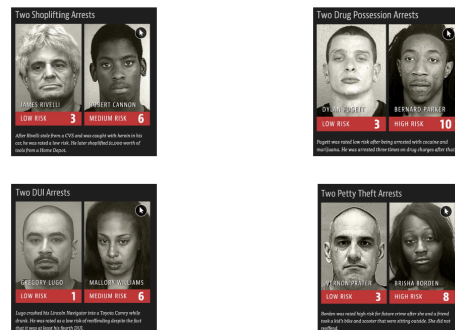 Two Shoplifting Arrests
JAMES RIVELLI
ROBERT CANNON
LOW RISK 3
MEDIUM RISK 6
After Rivelli stole from a CVS and was caught with heroin in his
car, he was rated a low risk. He later shoplifted $1,000 worth of
tools from a Home Depot.
Two Drug Possession Arrests
DYLAN FUGETT
BERNARD PARKER
LOW RISK 3
HIGH RISK 10
Fugett was rated low risk after being arrested with cocaine and
marijuana. He was arrested three times on drug charges after that.
Two DUI Arrests
GREGORY LUGO
MALLORY WILLIAMS
LOW RISK 1
MEDIUM RISK 6
Lugo crashed his Lincoln Navigator into a Toyota Camry while
drunk. He was rated as a low risk of reoffending despite the fact
that it was at least his fourth DUI.
Two Petty Theft Arrests
VERNON PRATER
BRISHA BORDEN
LOW RISK 3
HIGH RISK 8
Borden was rated high risk for future crime after she and a friend
took a kid's bike and scooter that were sitting outside. She did not
reoffend.